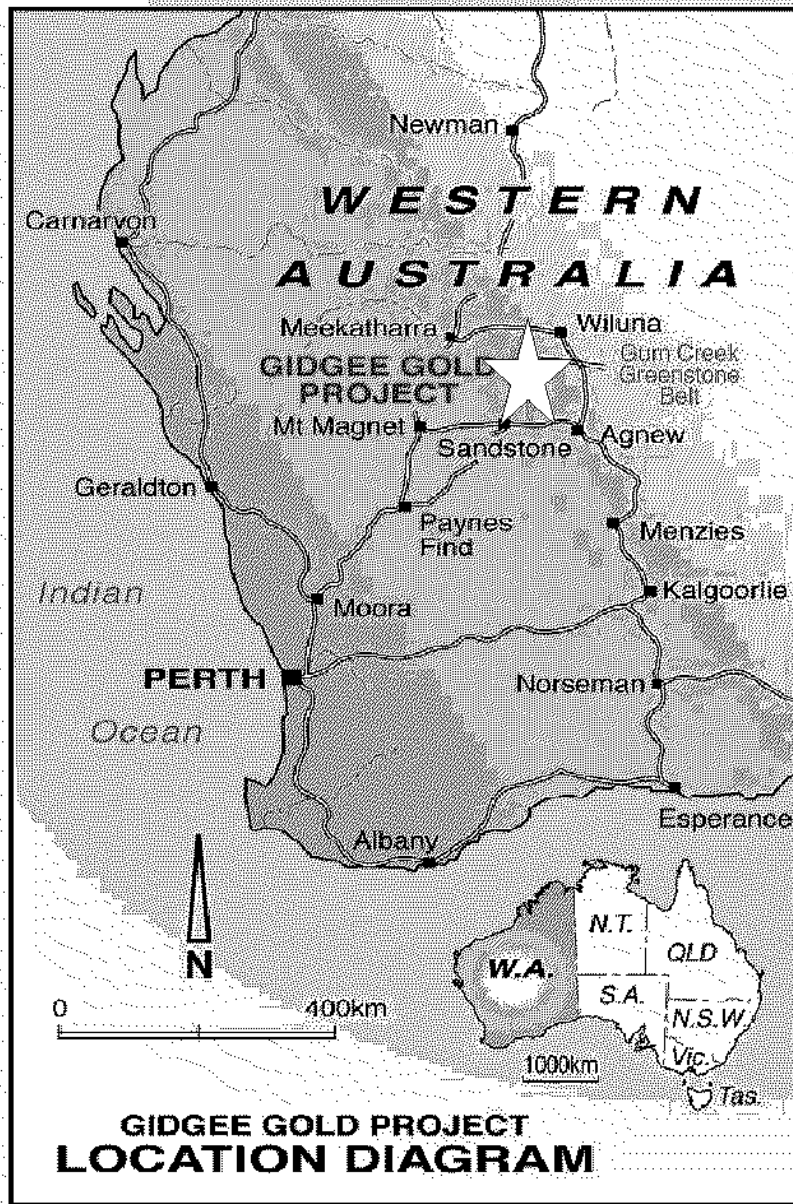 Newman
WESTERN
AUSTRALIA
Carnarvon
Meekatharra
Wiluna
GIDGEE GOLD
PROJECT
Gum Creek
Greenstone
Belt
Mt Magnet
Sandstone
Agnew
Geraldton
Paynes
Find
Menzies
Indian
Moora
Kalgoorlie
PERTH
Norseman
Ocean
Esperance
Albany
N
0
400km
N.T.
QLD
W.A.
S.A.
N.S.W
Vic.
1000km
Tas.
GIDGEE GOLD PROJECT
LOCATION DIAGRAM